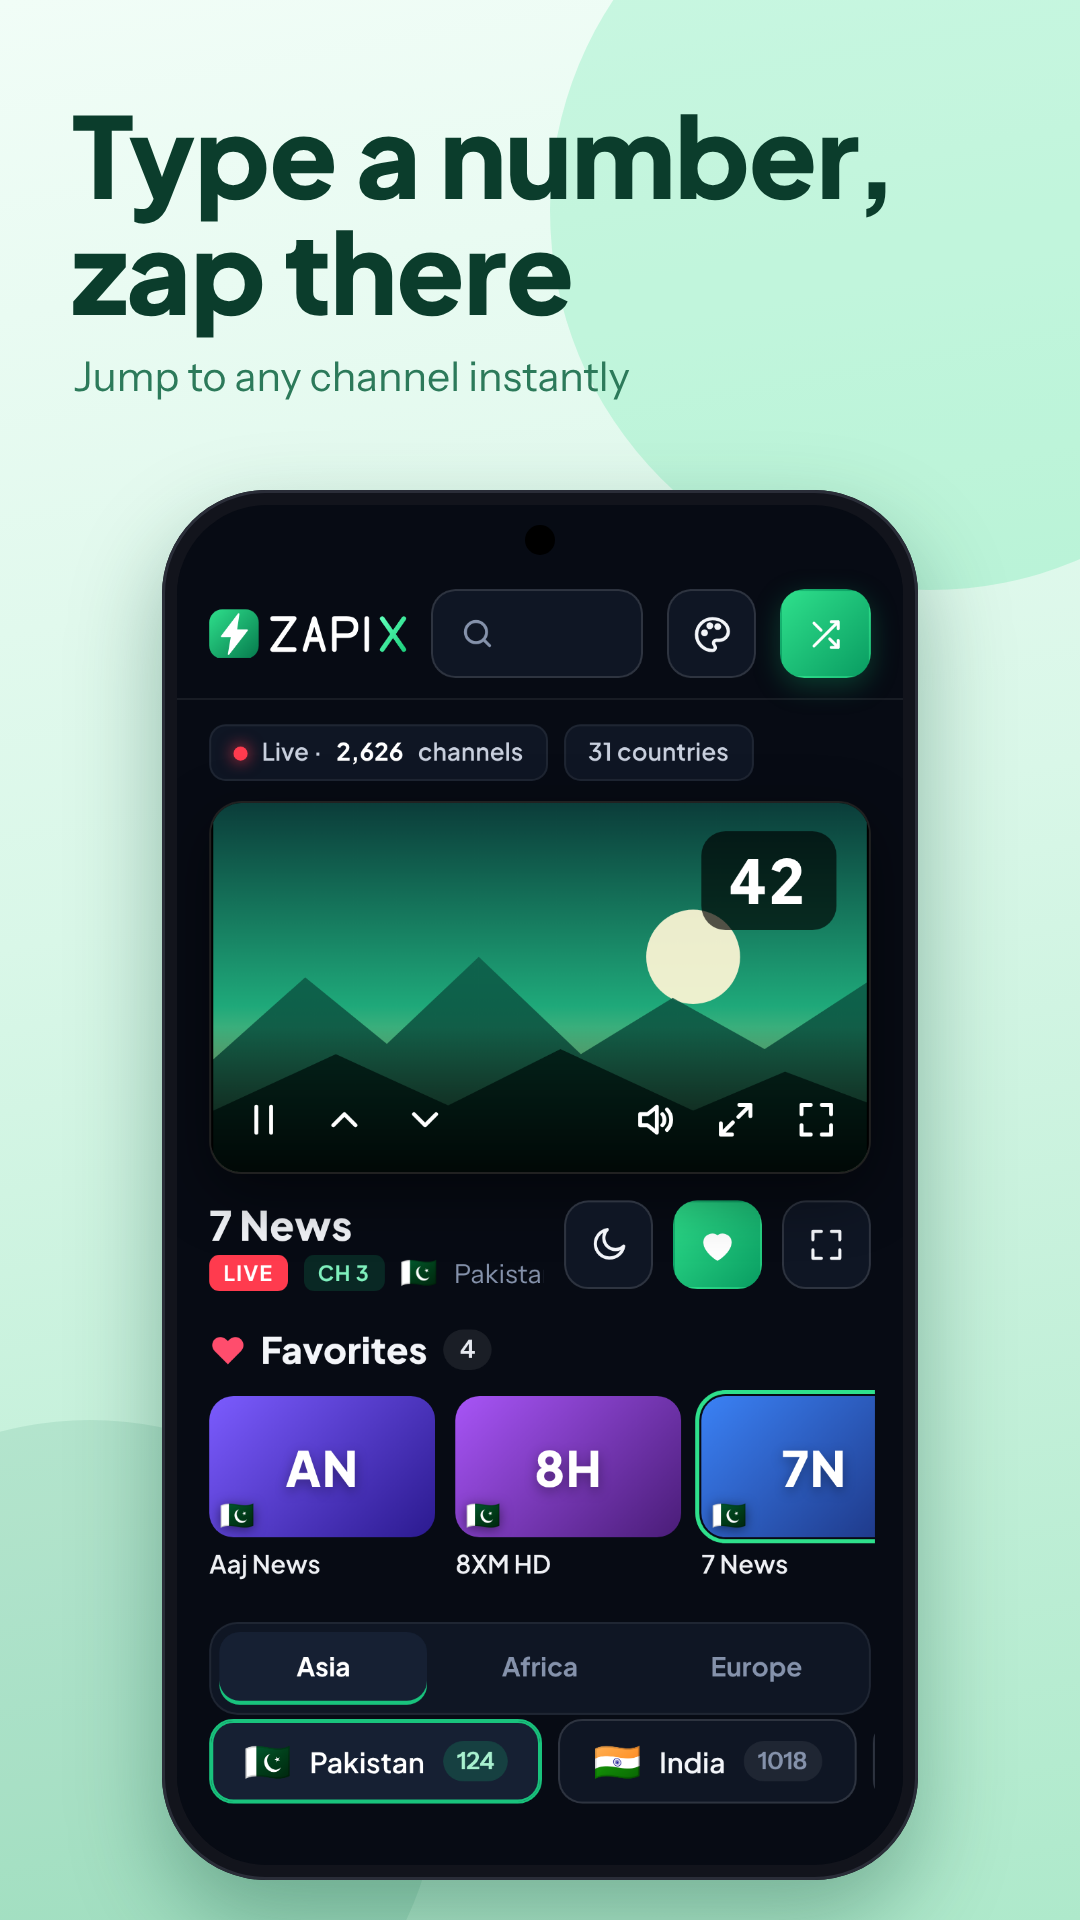 Type a number,
zap there
Jump to any channel instantly
ZAPIX
Live · 2,626 channels
31 countries
42
7 News
LIVE
CH 3
Pakista
Favorites 4
AN
8H
7N
Aaj News
8XM HD
7 News
Asia
Africa
Europe
Pakistan 124
India 1018